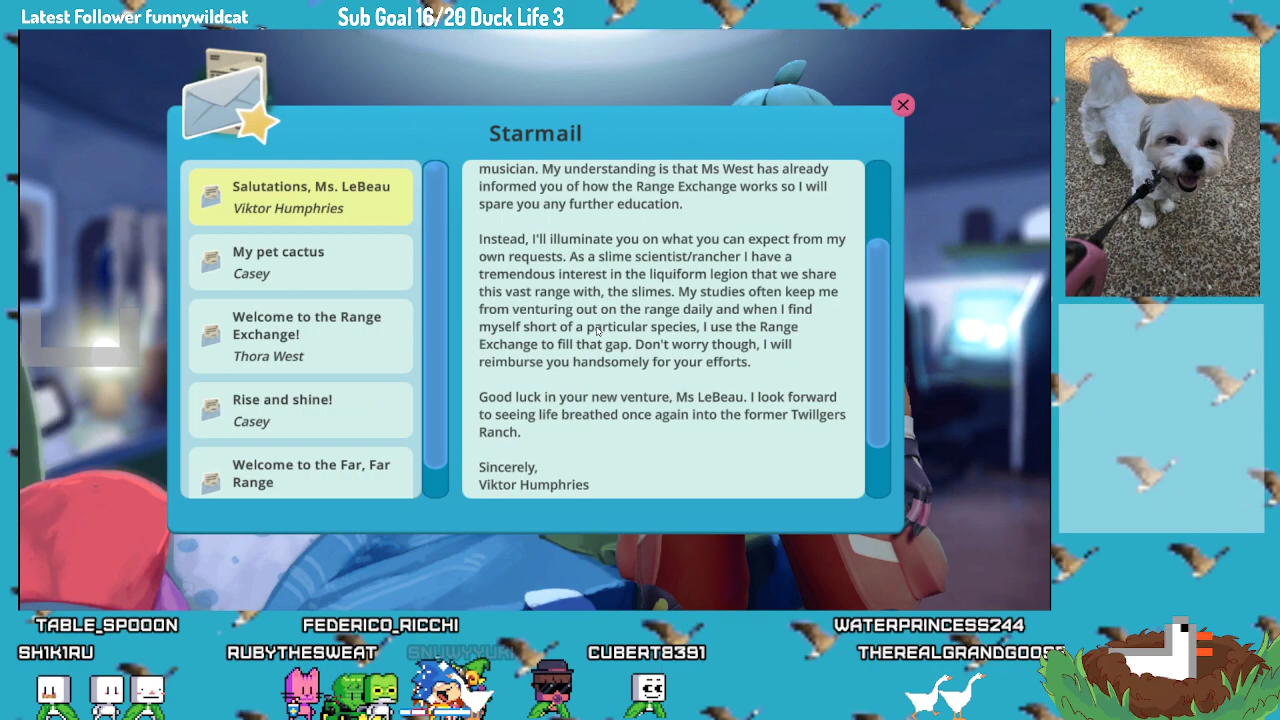 Latest Follower funnywildcat
Sub Goal 16/20 Duck Life 3
Starmail
Salutations, Ms. LeBeau
Viktor Humphries
My pet cactus
Casey
Welcome to the Range
Exchange!
Thora West
Rise and shine!
Casey
Welcome to the Far, Far
Range
musician. My understanding is that Ms West has already
informed you of how the Range Exchange works so I will
spare you any further education.
Instead, I'll illuminate you on what you can expect from my
own requests. As a slime scientist/rancher I have a
tremendous interest in the liquiform legion that we share
this vast range with, the slimes. My studies often keep me
from venturing out on the range daily and when I find
myself short of a particular species, I use the Range
Exchange to fill that gap. Don't worry though, I will
reimburse you handsomely for your efforts.
Good luck in your new venture, Ms LeBeau. I look forward
to seeing life breathed once again into the former Twillgers
Ranch.
Sincerely,
Viktor Humphries
TABLE_SPOOON
FEDERICO_RICCHI
WATERPRINCESS244
SH1K1RU
RUBYTHESWEAT
SNUWYYUKI
CUBERT8391
THEREALGRANDGOOSE